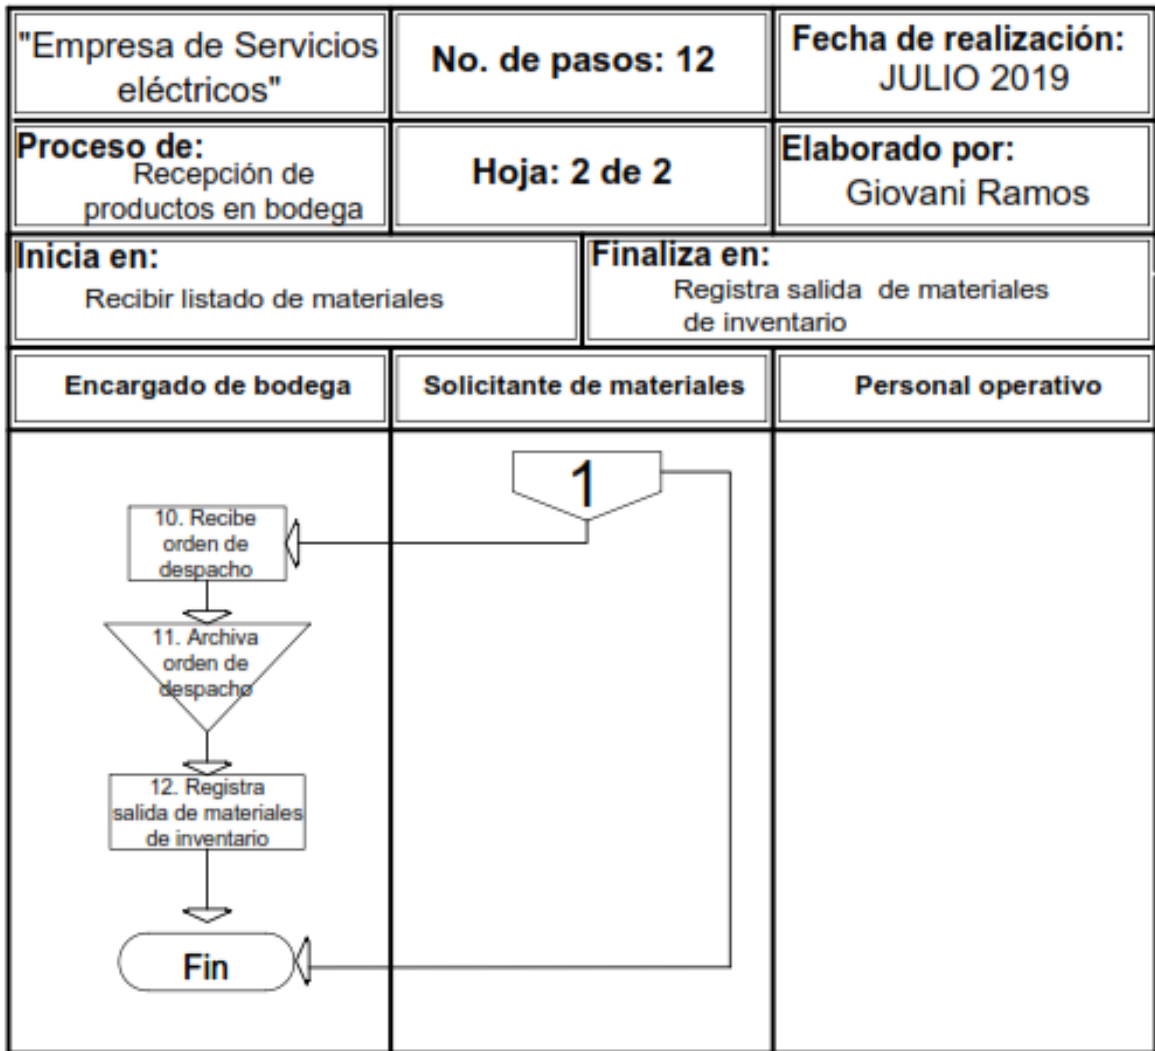 "Empresa de Servicios
eléctricos"
No. de pasos: 12
Fecha de realización:
JULIO 2019
Proceso de:
Recepción de
productos en bodega
Hoja: 2 de 2
Elaborado por:
Giovani Ramos
Inicia en:
Recibir listado de materiales
Finaliza en:
Registra salida de materiales
de inventario
Encargado de bodega
Solicitante de materiales
Personal operativo
1
10. Recibe
orden de
despacho
11. Archiva
orden de
despacho
12. Registra
salida de materiales
de inventario
Fin